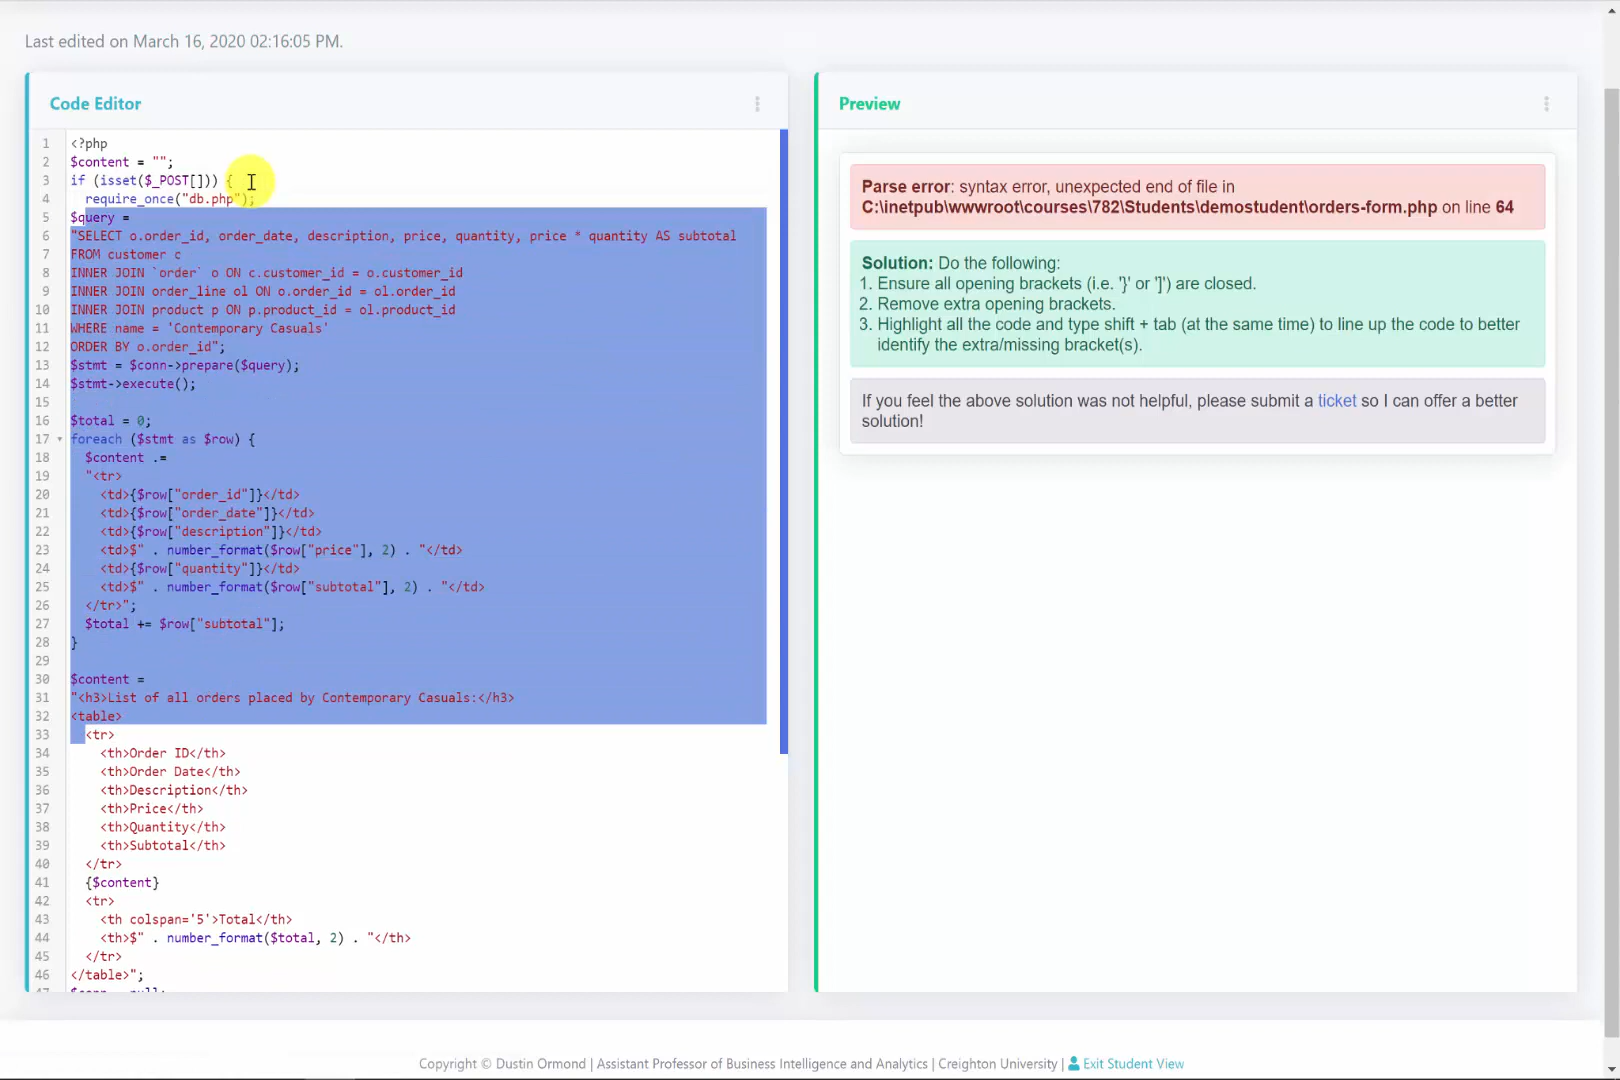 Last edited on March 16, 2020 02:16:05 PM.
Code Editor
1 <?php
2 $content = "";
3 if (isset($_POST[])) {
4 require_once("db.php");
5 $query =
6 "SELECT o.order_id, order_date, description, price, quantity, price * quantity AS subtotal
7 FROM customer c
8 INNER JOIN `order` o ON c.customer_id = o.customer_id
9 INNER JOIN order_line ol ON o.order_id = ol.order_id
10 INNER JOIN product p ON p.product_id = ol.product_id
11 WHERE name = 'Contemporary Casuals'
12 ORDER BY o.order_id";
13 $stmt = $conn->prepare($query);
14 $stmt->execute();
15
16 $total = 0;
17 foreach ($stmt as $row) {
18 $content .=
19 "<tr>
20 <td>{$row["order_id"]}</td>
21 <td>{$row["order_date"]}</td>
22 <td>{$row["description"]}</td>
23 <td>$" . number_format($row["price"], 2) . "</td>
24 <td>{$row["quantity"]}</td>
25 <td>$" . number_format($row["subtotal"], 2) . "</td>
26 </tr>";
27 $total += $row["subtotal"];
28 }
29
30 $content =
31 "<h3>List of all orders placed by Contemporary Casuals:</h3>
32 <table>
33 <tr>
34 <th>Order ID</th>
35 <th>Order Date</th>
36 <th>Description</th>
37 <th>Price</th>
38 <th>Quantity</th>
39 <th>Subtotal</th>
40 </tr>
41 {$content}
42 <tr>
43 <th colspan='5'>Total</th>
44 <th>$" . number_format($total, 2) . "</th>
45 </tr>
46 </table>";
Preview
Parse error: syntax error, unexpected end of file in
C:\inetpub\wwwroot\courses\782\Students\demostudent\orders-form.php on line 64
Solution: Do the following:
1. Ensure all opening brackets (i.e. '}' or ']') are closed.
2. Remove extra opening brackets.
3. Highlight all the code and type shift + tab (at the same time) to line up the code to better
identify the extra/missing bracket(s).
If you feel the above solution was not helpful, please submit a ticket so I can offer a better
solution!
Copyright © Dustin Ormond | Assistant Professor of Business Intelligence and Analytics | Creighton University | Exit Student View